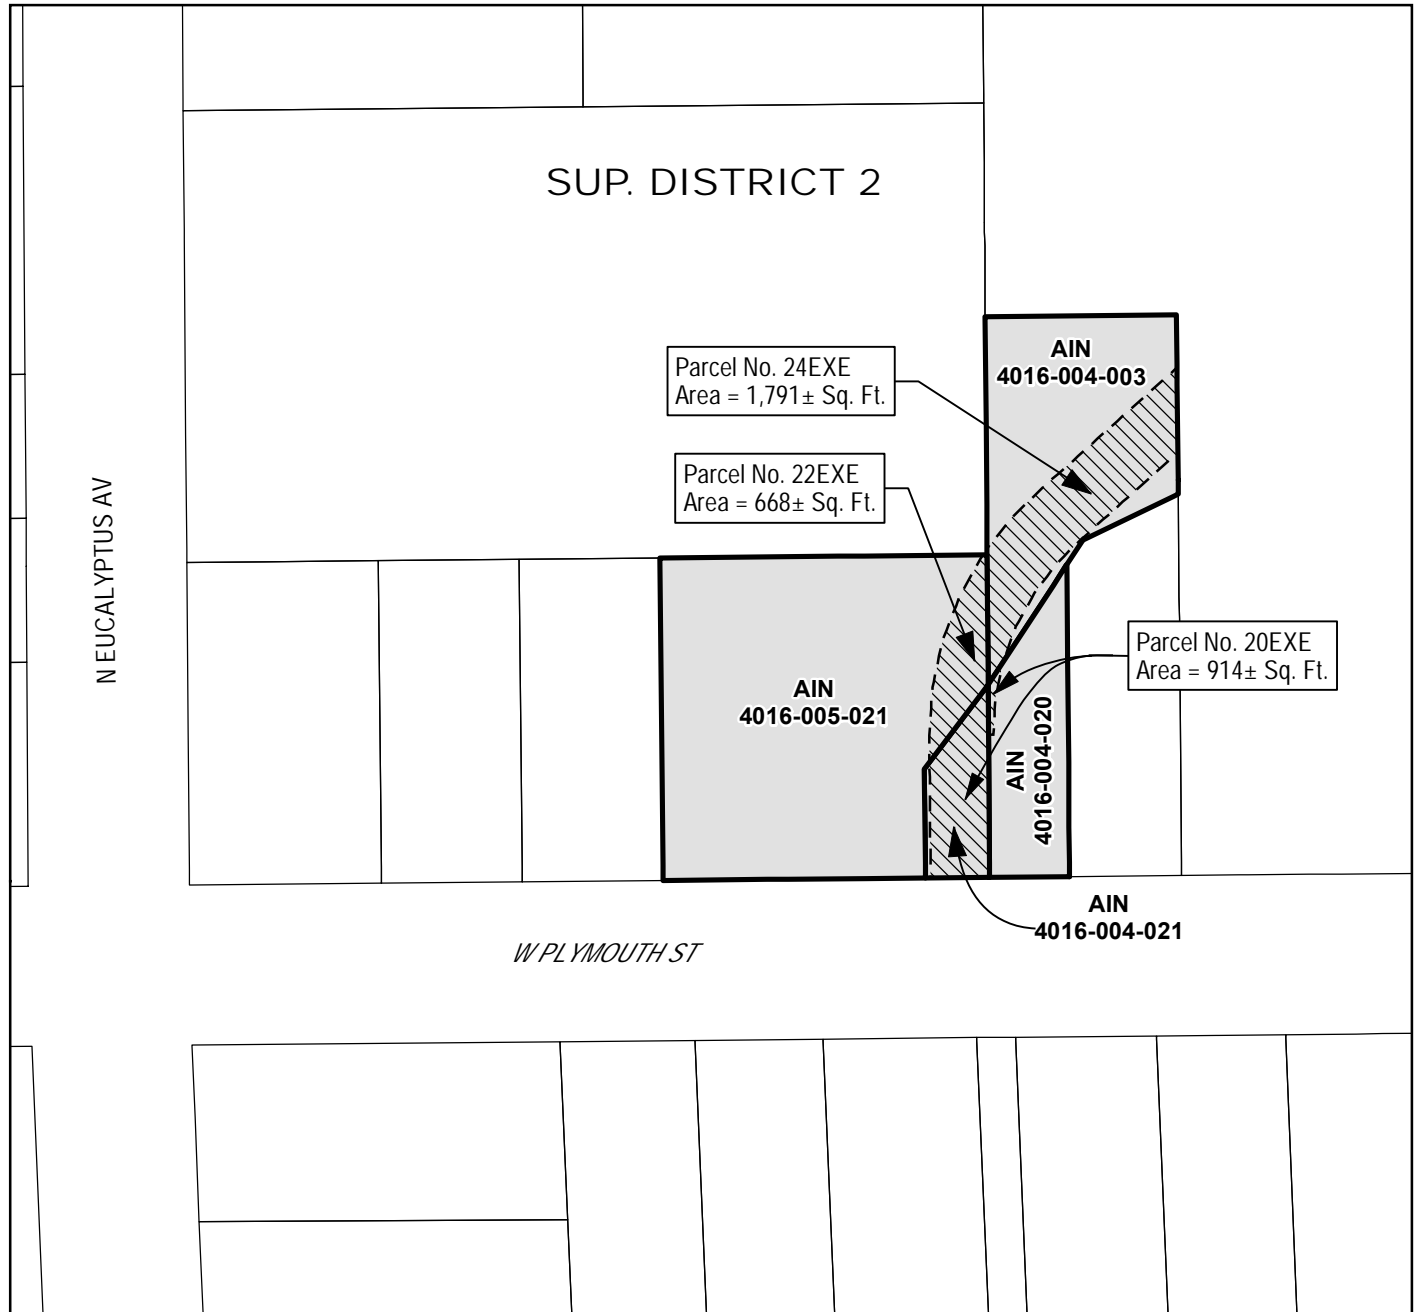 SUP. DISTRICT 2
AIN
4016-004-003
Parcel No. 24EXE
Area = 1,791± Sq. Ft.
Parcel No. 22EXE
Area = 668± Sq. Ft.
N EUCALYPTUS AV
Parcel No. 20EXE
Area = 914± Sq. Ft.
AIN
4016-005-021
AIN
4016-004-020
AIN
4016-004-021
W PLYMOUTH ST